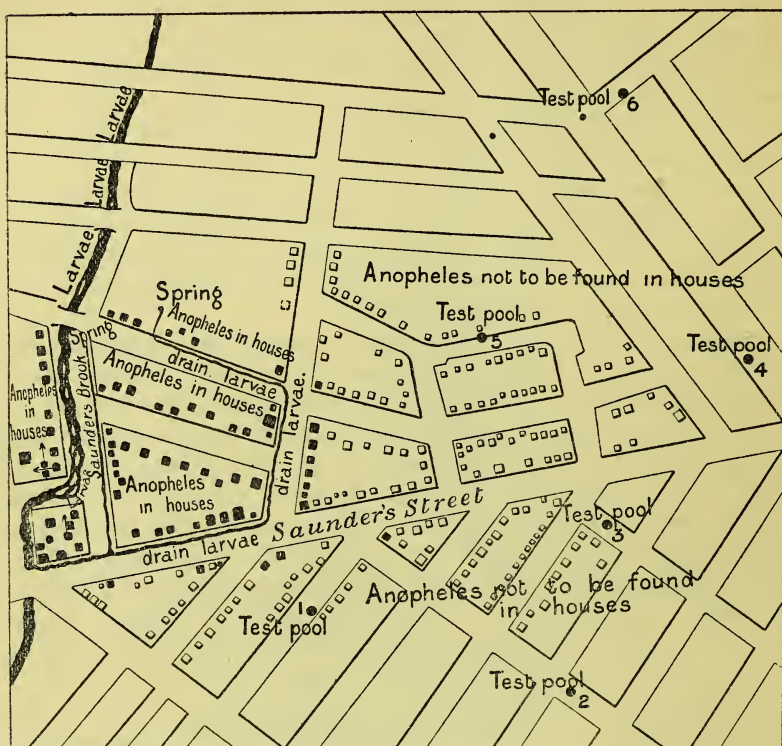 Test pool
6
Larvae
Larvae
Larvae
Anopheles not to be found in houses
Spring
Anopheles in houses
Test pool
5
Spring
drain larvae
Anopheles in houses
Test pool
4
Anopheles
in
houses
Saunders Brook
drain larvae.
Anopheles
in houses
Saunder's Street
drain larvae
Test pool
3
Anopheles not to be found
in houses
1
Test pool
Test pool
2